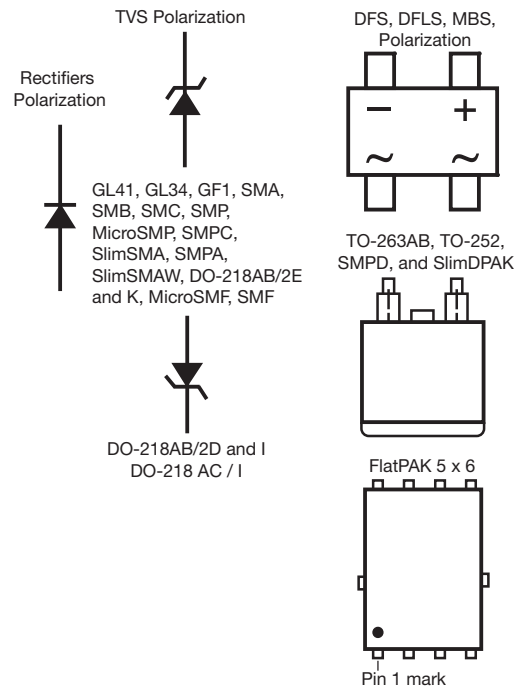 TVS Polarization
Rectifiers
Polarization
GL41, GL34, GF1, SMA,
SMB, SMC, SMP,
MicroSMP, SMPC,
SlimSMA, SMPA,
SlimSMAW, DO-218AB/2E
and K, MicroSMF, SMF
DO-218AB/2D and I
DO-218 AC / I
DFS, DFLS, MBS,
Polarization
− +
~ ~
TO-263AB, TO-252,
SMPD, and SlimDPAK
FlatPAK 5 x 6
Pin 1 mark